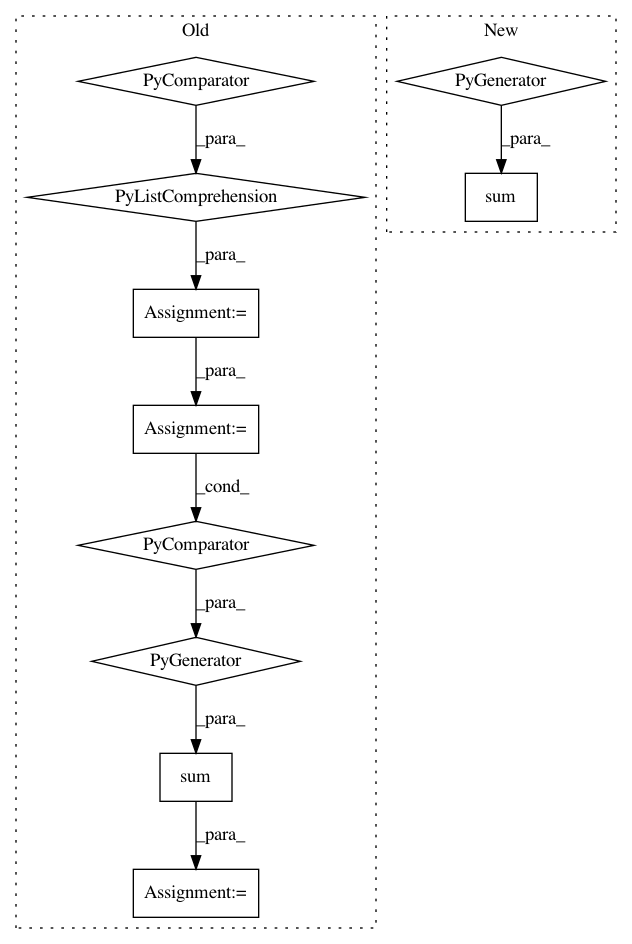 Old
PyComparator
_para_
PyListComprehension
_para_
Assignment:=
_para_
Assignment:=
_cond_
PyComparator
_para_
PyGenerator
_para_
sum
_para_
Assignment:=
New
PyGenerator
_para_
sum